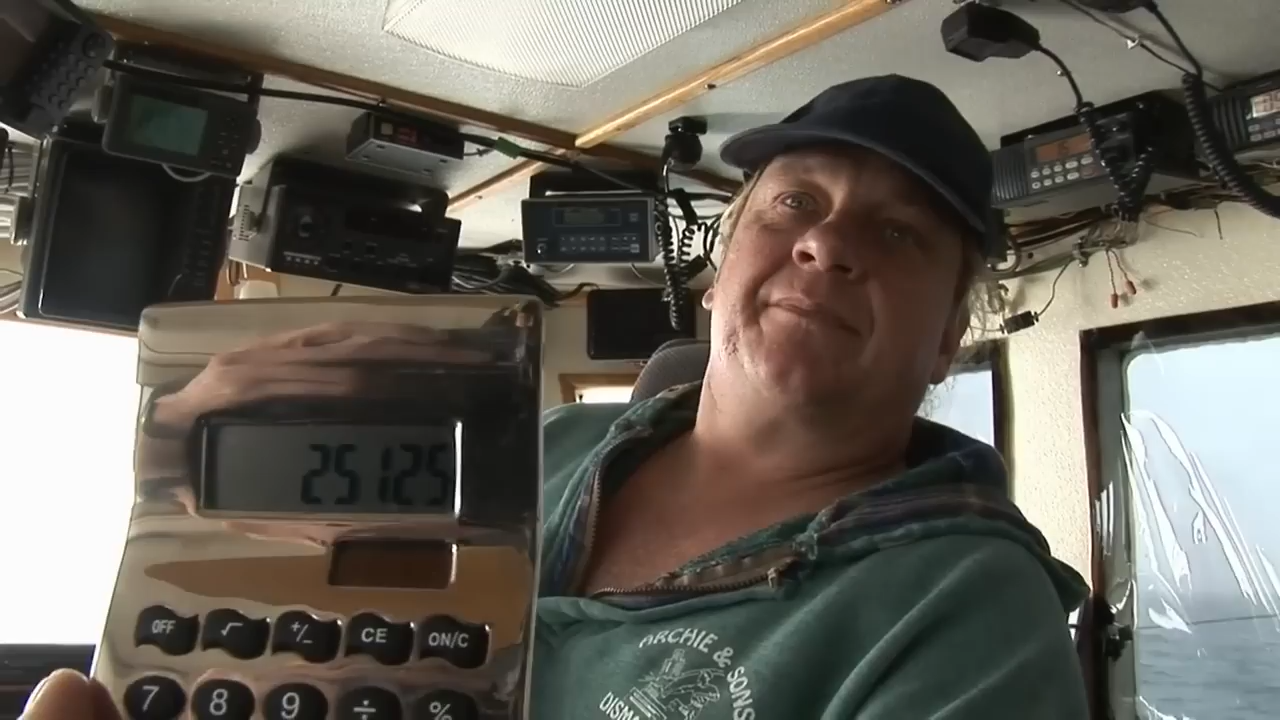 25125
OFF √ +/− CE ON/C
7 8 9 ÷ %
ARCHIE & SONS